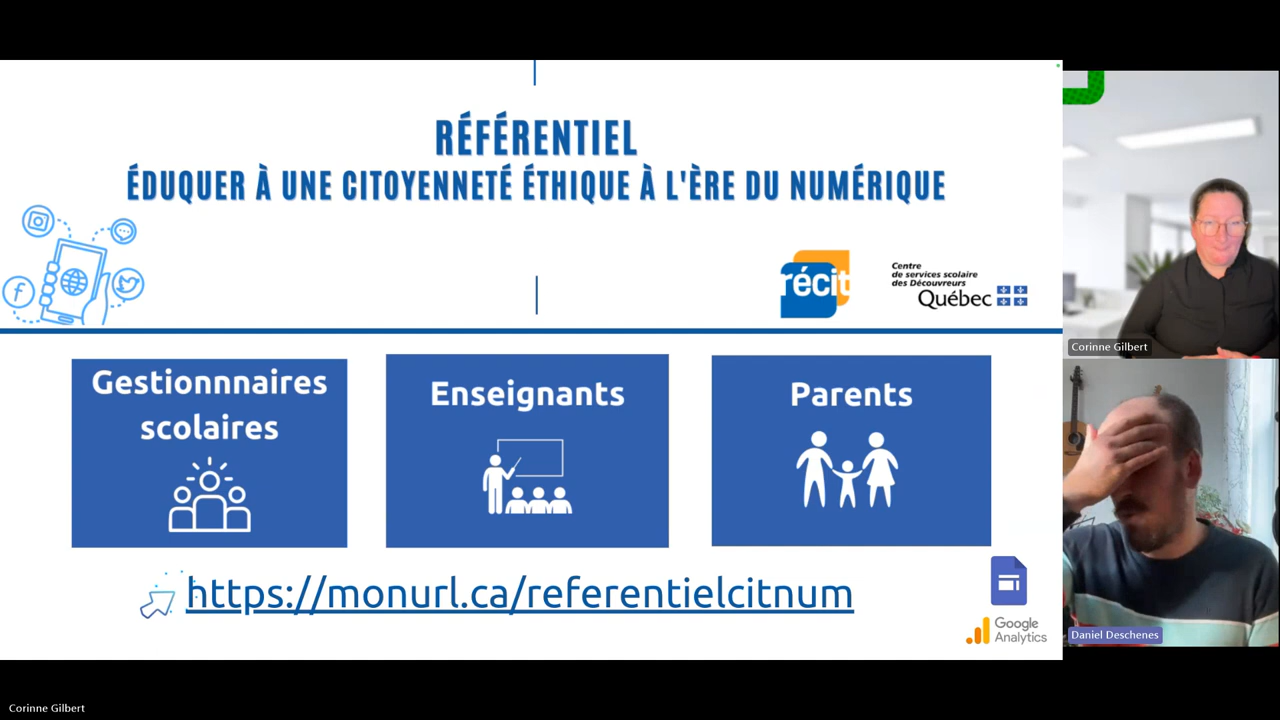 RÉFÉRENTIEL
ÉDUQUER À UNE CITOYENNETÉ ÉTHIQUE À L'ÈRE DU NUMÉRIQUE
récit
Centre
de services scolaire
des Découvreurs
Québec
Gestionnnaires
scolaires
Enseignants
Parents
https://monurl.ca/referentielcitnum
Google
Analytics
Corinne Gilbert
Daniel Deschenes
Corinne Gilbert